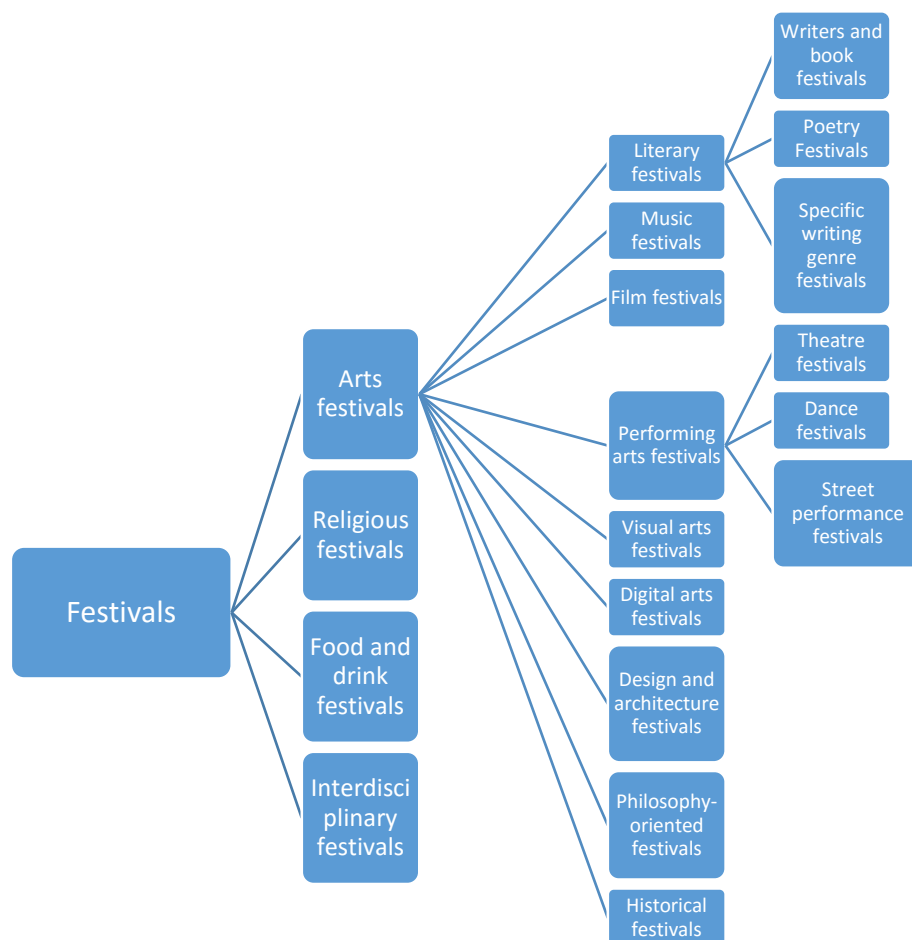 Festivals
Arts
festivals
Religious
festivals
Food and
drink
festivals
Interdisci
plinary
festivals
Literary
festivals
Music
festivals
Film festivals
Performing
arts festivals
Visual arts
festivals
Digital arts
festivals
Design and
architecture
festivals
Philosophy-
oriented
festivals
Historical
festivals
Writers and
book
festivals
Poetry
Festivals
Specific
writing
genre
festivals
Theatre
festivals
Dance
festivals
Street
performance
festivals